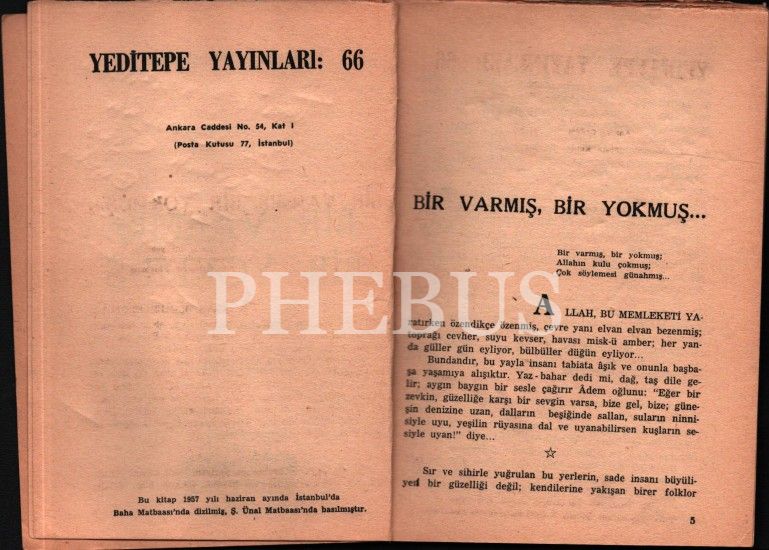 YEDİTEPE YAYINLARI: 66
Ankara Caddesi No. 54, Kat 1
(Posta Kutusu 77, İstanbul)
Bu kitap 1957 yılı haziran ayında İstanbul'da
Baha Matbaası'nda dizilmiş, Ş. Ünal Matbaası'nda basılmıştır.
PHEBUS
BİR VARMIŞ, BİR YOKMUŞ...
Bir varmış, bir yokmuş;
Allahın kulu çokmuş;
Çok söylemesi günahmış...
ALLAH, BU MEMLEKETİ YA-
ratırken özendikçe özenmiş, çevre yanı elvan elvan bezenmiş;
toprağı cevher, suyu kevser, havası misk-ü amber; her yan-
da güller gün eyliyor, bülbüller düğün eyliyor...
Bundandır, bu yayla insanı tabiata âşık ve onunla başba-
şa yaşamıya alışıktır. Yaz-bahar dedi mi, dağ, taş dile ge-
lir; aygın baygın bir sesle çağırır Âdem oğlunu: "Eğer bir
zevkin, güzelliğe karşı bir sevgin varsa, bize gel, bize; güne-
şin denizine uzan, dalların beşiğinde sallan, suların ninni-
siyle uyu, yeşilin rüyasına dal ve uyanabilirsen kuşların se-
siyle uyan!" diye...
☆
Sır ve sihirle yuğrulan bu yerlerin, sade insanı büyüli-
yen bir güzelliği değil; kendilerine yakışan birer folklor
5